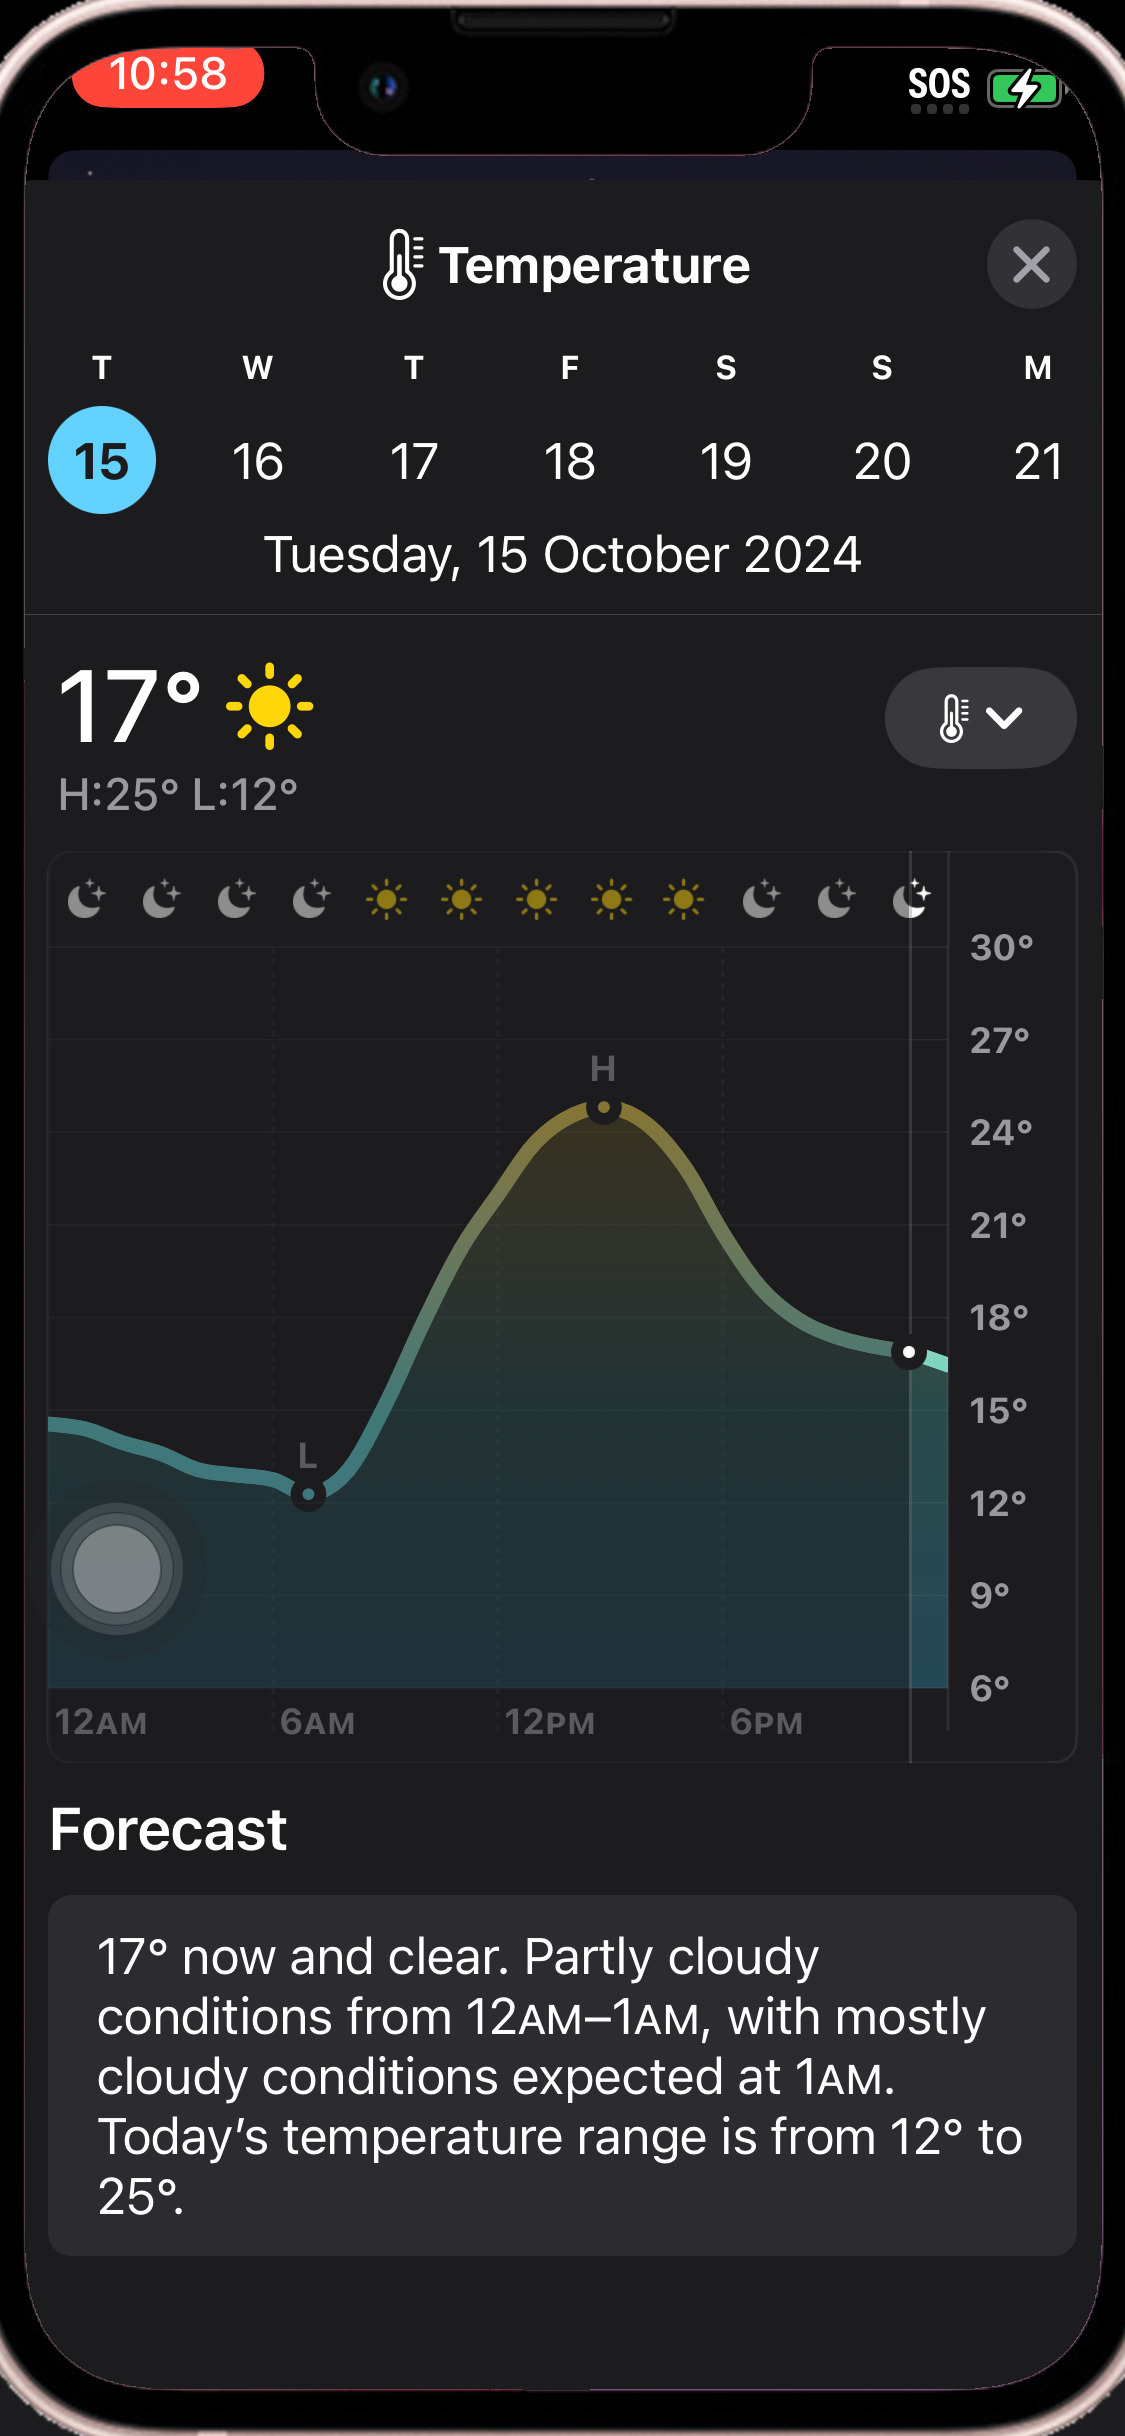 10:58
SOS
Temperature
T W T F S S M
15 16 17 18 19 20 21
Tuesday, 15 October 2024
17°
H:25° L:12°
30°
27°
H
24°
21°
18°
15°
L
12°
9°
6°
12AM 6AM 12PM 6PM
Forecast
17° now and clear. Partly cloudy
conditions from 12AM–1AM, with mostly
cloudy conditions expected at 1AM.
Today’s temperature range is from 12° to
25°.